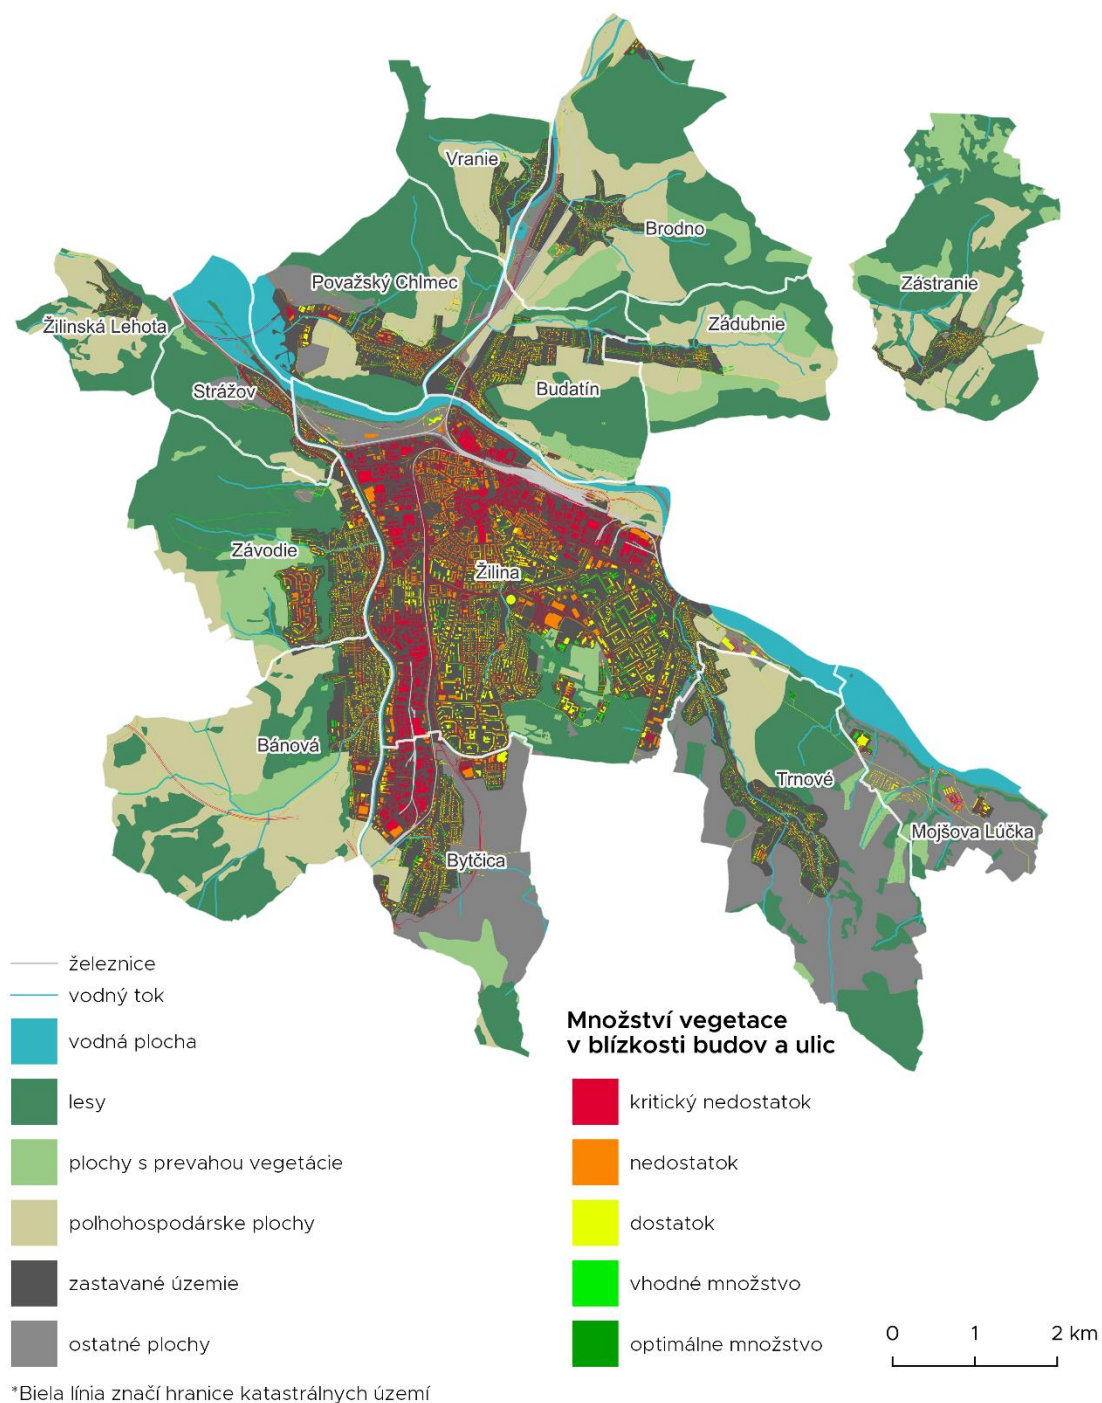 Vranie
Brodno
Považský Chlmec
Zástranie
Žilinská Lehota
Zádubnie
Strážov
Budatín
Závodie
Žilina
Bánová
Trnové
Mojšova Lúčka
Bytčica
železnice
vodný tok
vodná plocha
lesy
plochy s prevahou vegetácie
poľnohospodárske plochy
zastavané územie
ostatné plochy
*Biela línia značí hranice katastrálnych území
Množství vegetace
v blízkosti budov a ulic
kritický nedostatok
nedostatok
dostatok
vhodné množstvo
optimálne množstvo
0 1 2 km